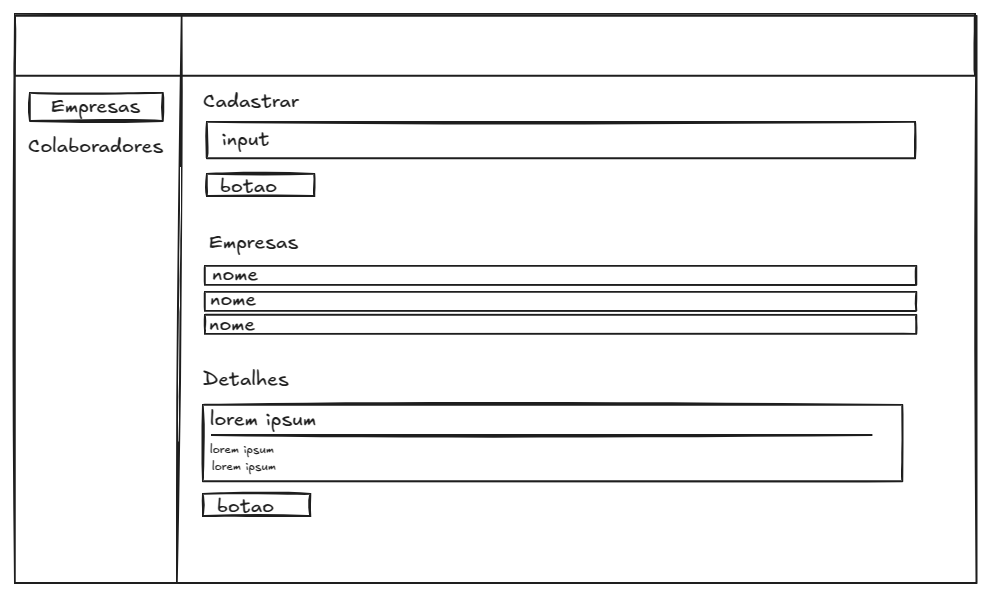 Empresas
Colaboradores
Cadastrar
input
botao
Empresas
nome
nome
nome
Detalhes
lorem ipsum
lorem ipsum
lorem ipsum
botao